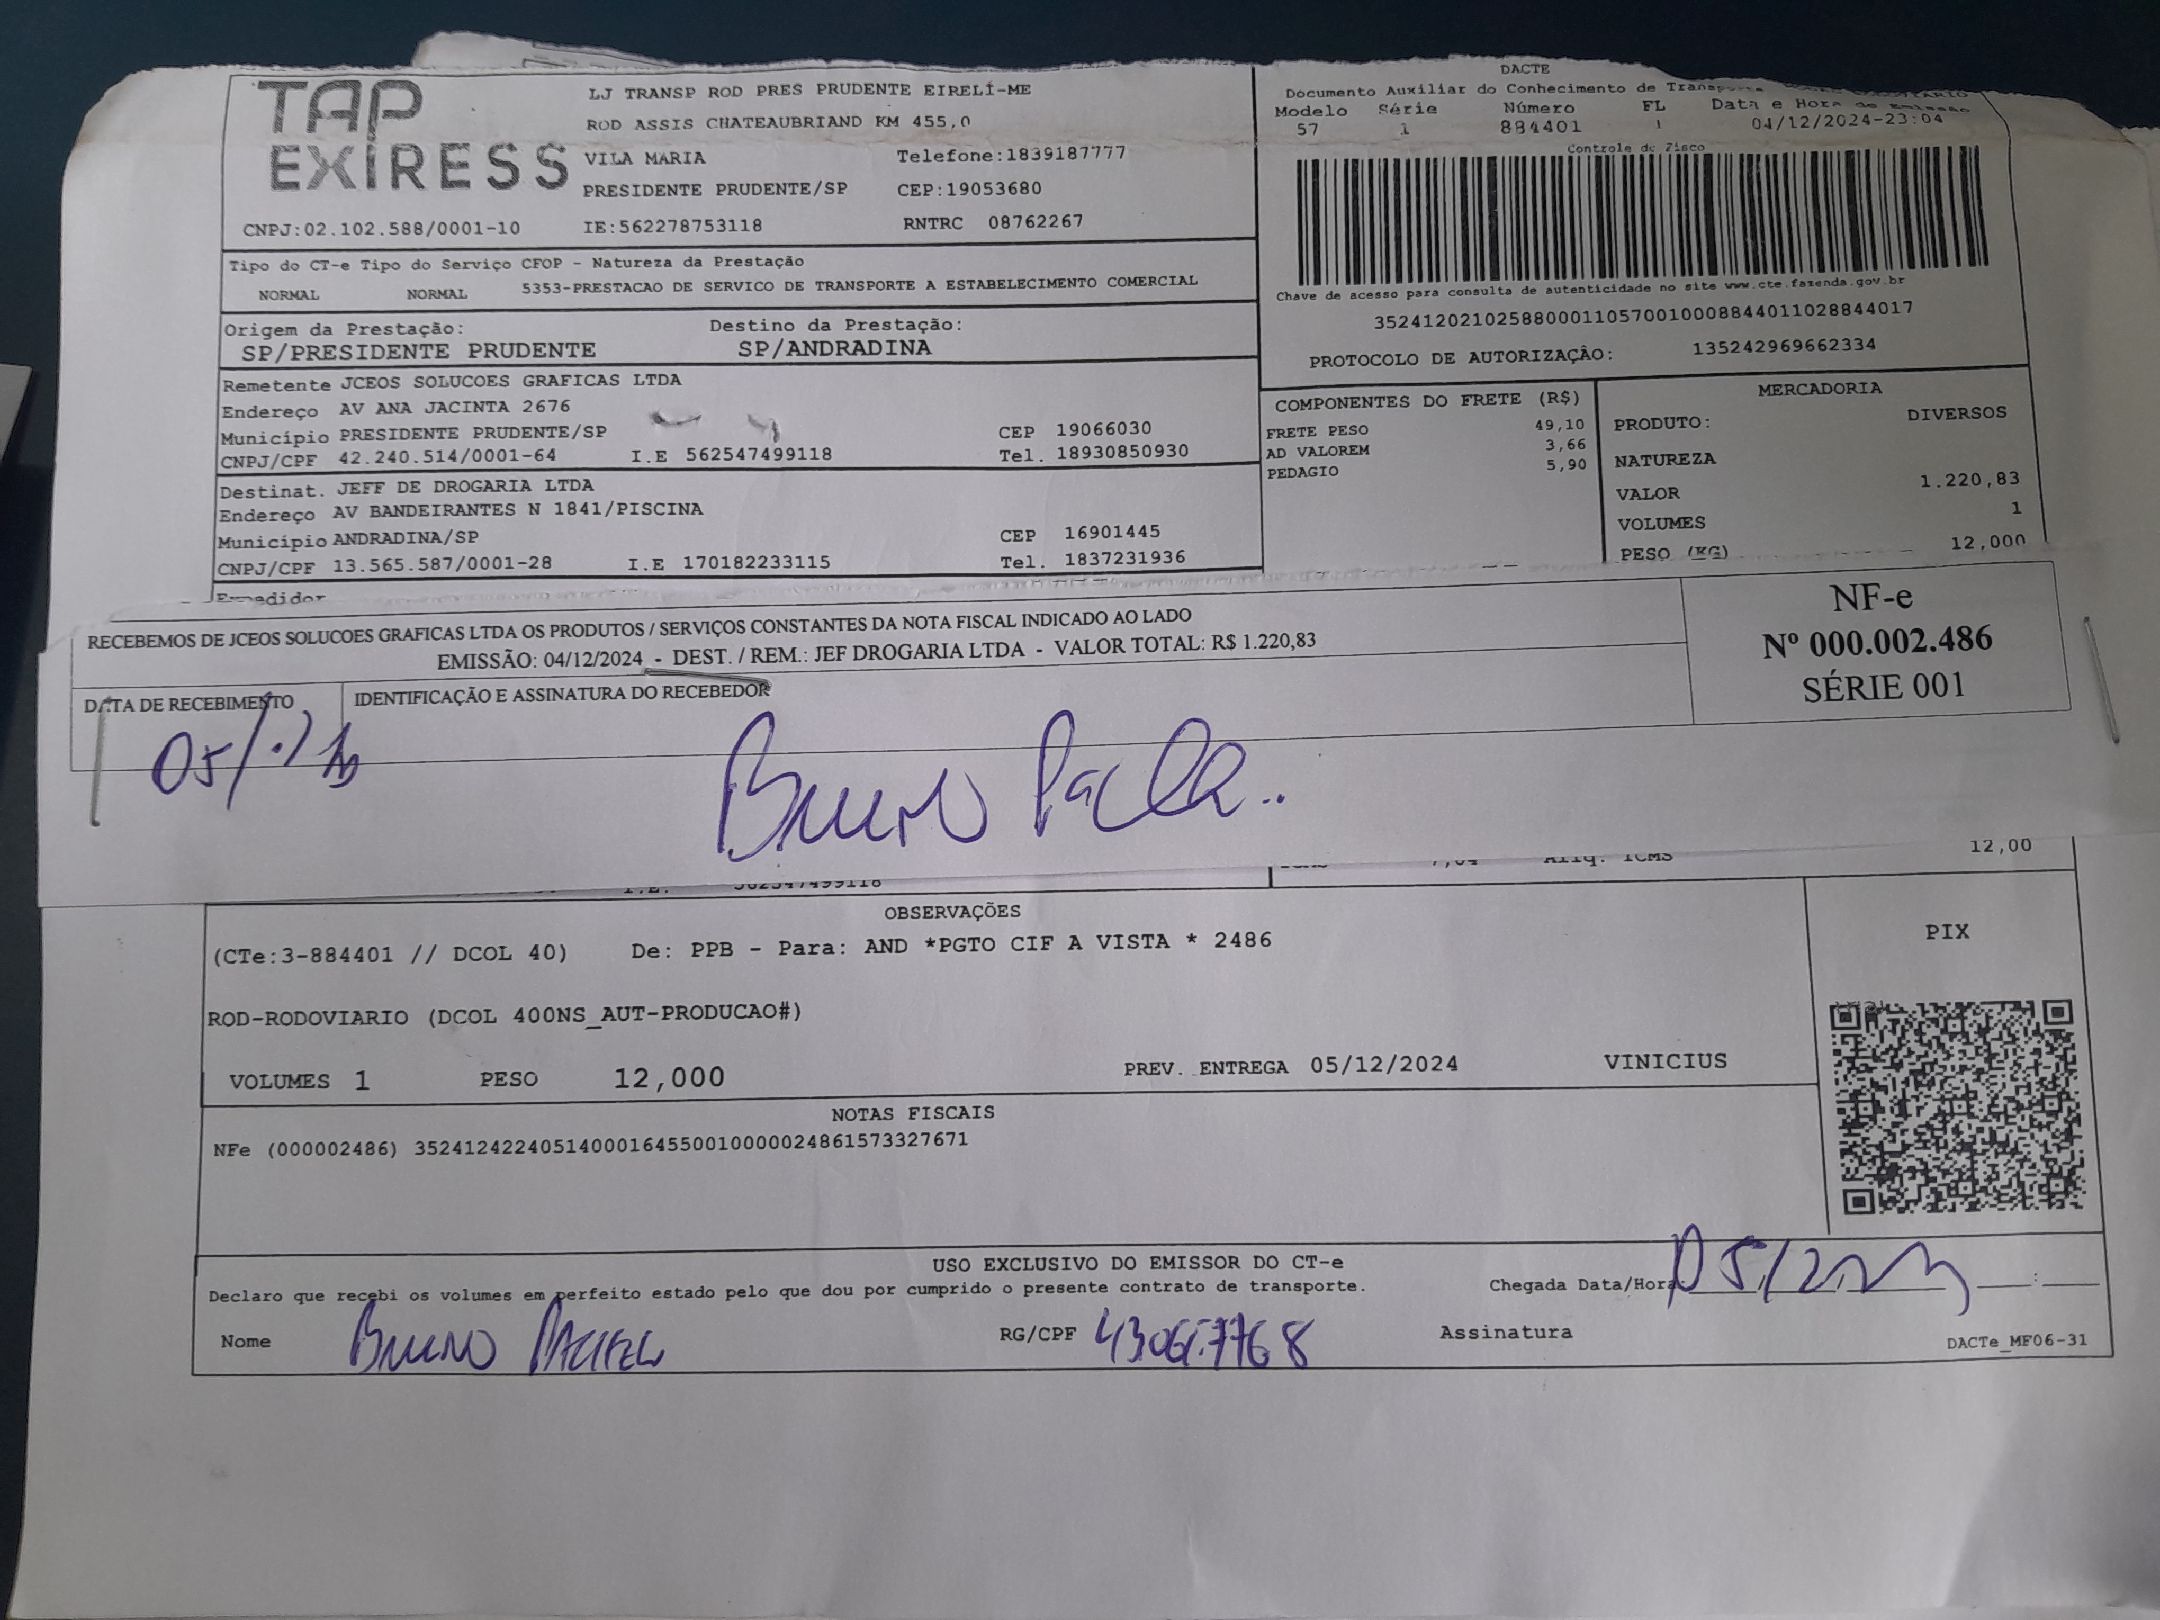 TAP
EXIRESS
LJ TRANSP ROD PRES PRUDENTE EIRELI-ME
ROD ASSIS CHATEAUBRIAND KM 455,0
VILA MARIA Telefone:1839187777
PRESIDENTE PRUDENTE/SP CEP:19053680
CNPJ:02.102.588/0001-10 IE:562278753118 RNTRC 08762267
DACTE
Documento Auxiliar do Conhecimento de
Modelo Série Número FL Data e Hora de Emissão
57 1 884401 1 04/12/2024-23:04
Controle do Fisco
Chave de acesso para consulta de autenticidade no site www.cte.fazenda.gov.br
35241202102588000110570010008844011028844017
PROTOCOLO DE AUTORIZAÇÃO: 135242969662334
Tipo do CT-e Tipo do Serviço CFOP - Natureza da Prestação
NORMAL NORMAL 5353-PRESTACAO DE SERVICO DE TRANSPORTE A ESTABELECIMENTO COMERCIAL
Origem da Prestação: Destino da Prestação:
SP/PRESIDENTE PRUDENTE SP/ANDRADINA
Remetente JCEOS SOLUCOES GRAFICAS LTDA
Endereço AV ANA JACINTA 2676
Município PRESIDENTE PRUDENTE/SP CEP 19066030
CNPJ/CPF 42.240.514/0001-64 I.E 562547499118 Tel. 18930850930
Destinat. JEFF DE DROGARIA LTDA
Endereço AV BANDEIRANTES N 1841/PISCINA
Município ANDRADINA/SP CEP 16901445
CNPJ/CPF 13.565.587/0001-28 I.E 170182233115 Tel. 1837231936
Expedidor
COMPONENTES DO FRETE (R$)
FRETE PESO 49,10
AD VALOREM 3,66
PEDAGIO 5,90
MERCADORIA
PRODUTO: DIVERSOS
NATUREZA
VALOR 1.220,83
VOLUMES 1
PESO (KG) 12,000
RECEBEMOS DE JCEOS SOLUCOES GRAFICAS LTDA OS PRODUTOS / SERVIÇOS CONSTANTES DA NOTA FISCAL INDICADO AO LADO
EMISSÃO: 04/12/2024 - DEST. / REM.: JEF DROGARIA LTDA - VALOR TOTAL: R$ 1.220,83
DATA DE RECEBIMENTO IDENTIFICAÇÃO E ASSINATURA DO RECEBEDOR
NF-e
Nº 000.002.486
SÉRIE 001
Bruno
I.E. 562547499118 7,04 Aliq. ICMS 12,00
OBSERVAÇÕES
(CTe:3-884401 // DCOL 40) De: PPB - Para: AND *PGTO CIF A VISTA * 2486
ROD-RODOVIARIO (DCOL 400NS_AUT-PRODUCAO#)
VOLUMES 1 PESO 12,000 PREV. ENTREGA 05/12/2024 VINICIUS
PIX
NOTAS FISCAIS
NFe (000002486) 35241242240514000164550010000024861573327671
USO EXCLUSIVO DO EMISSOR DO CT-e
Declaro que recebi os volumes em perfeito estado pelo que dou por cumprido o presente contrato de transporte. Chegada Data/Hora
Nome Bruno RG/CPF Assinatura
DACTe_MF06-31